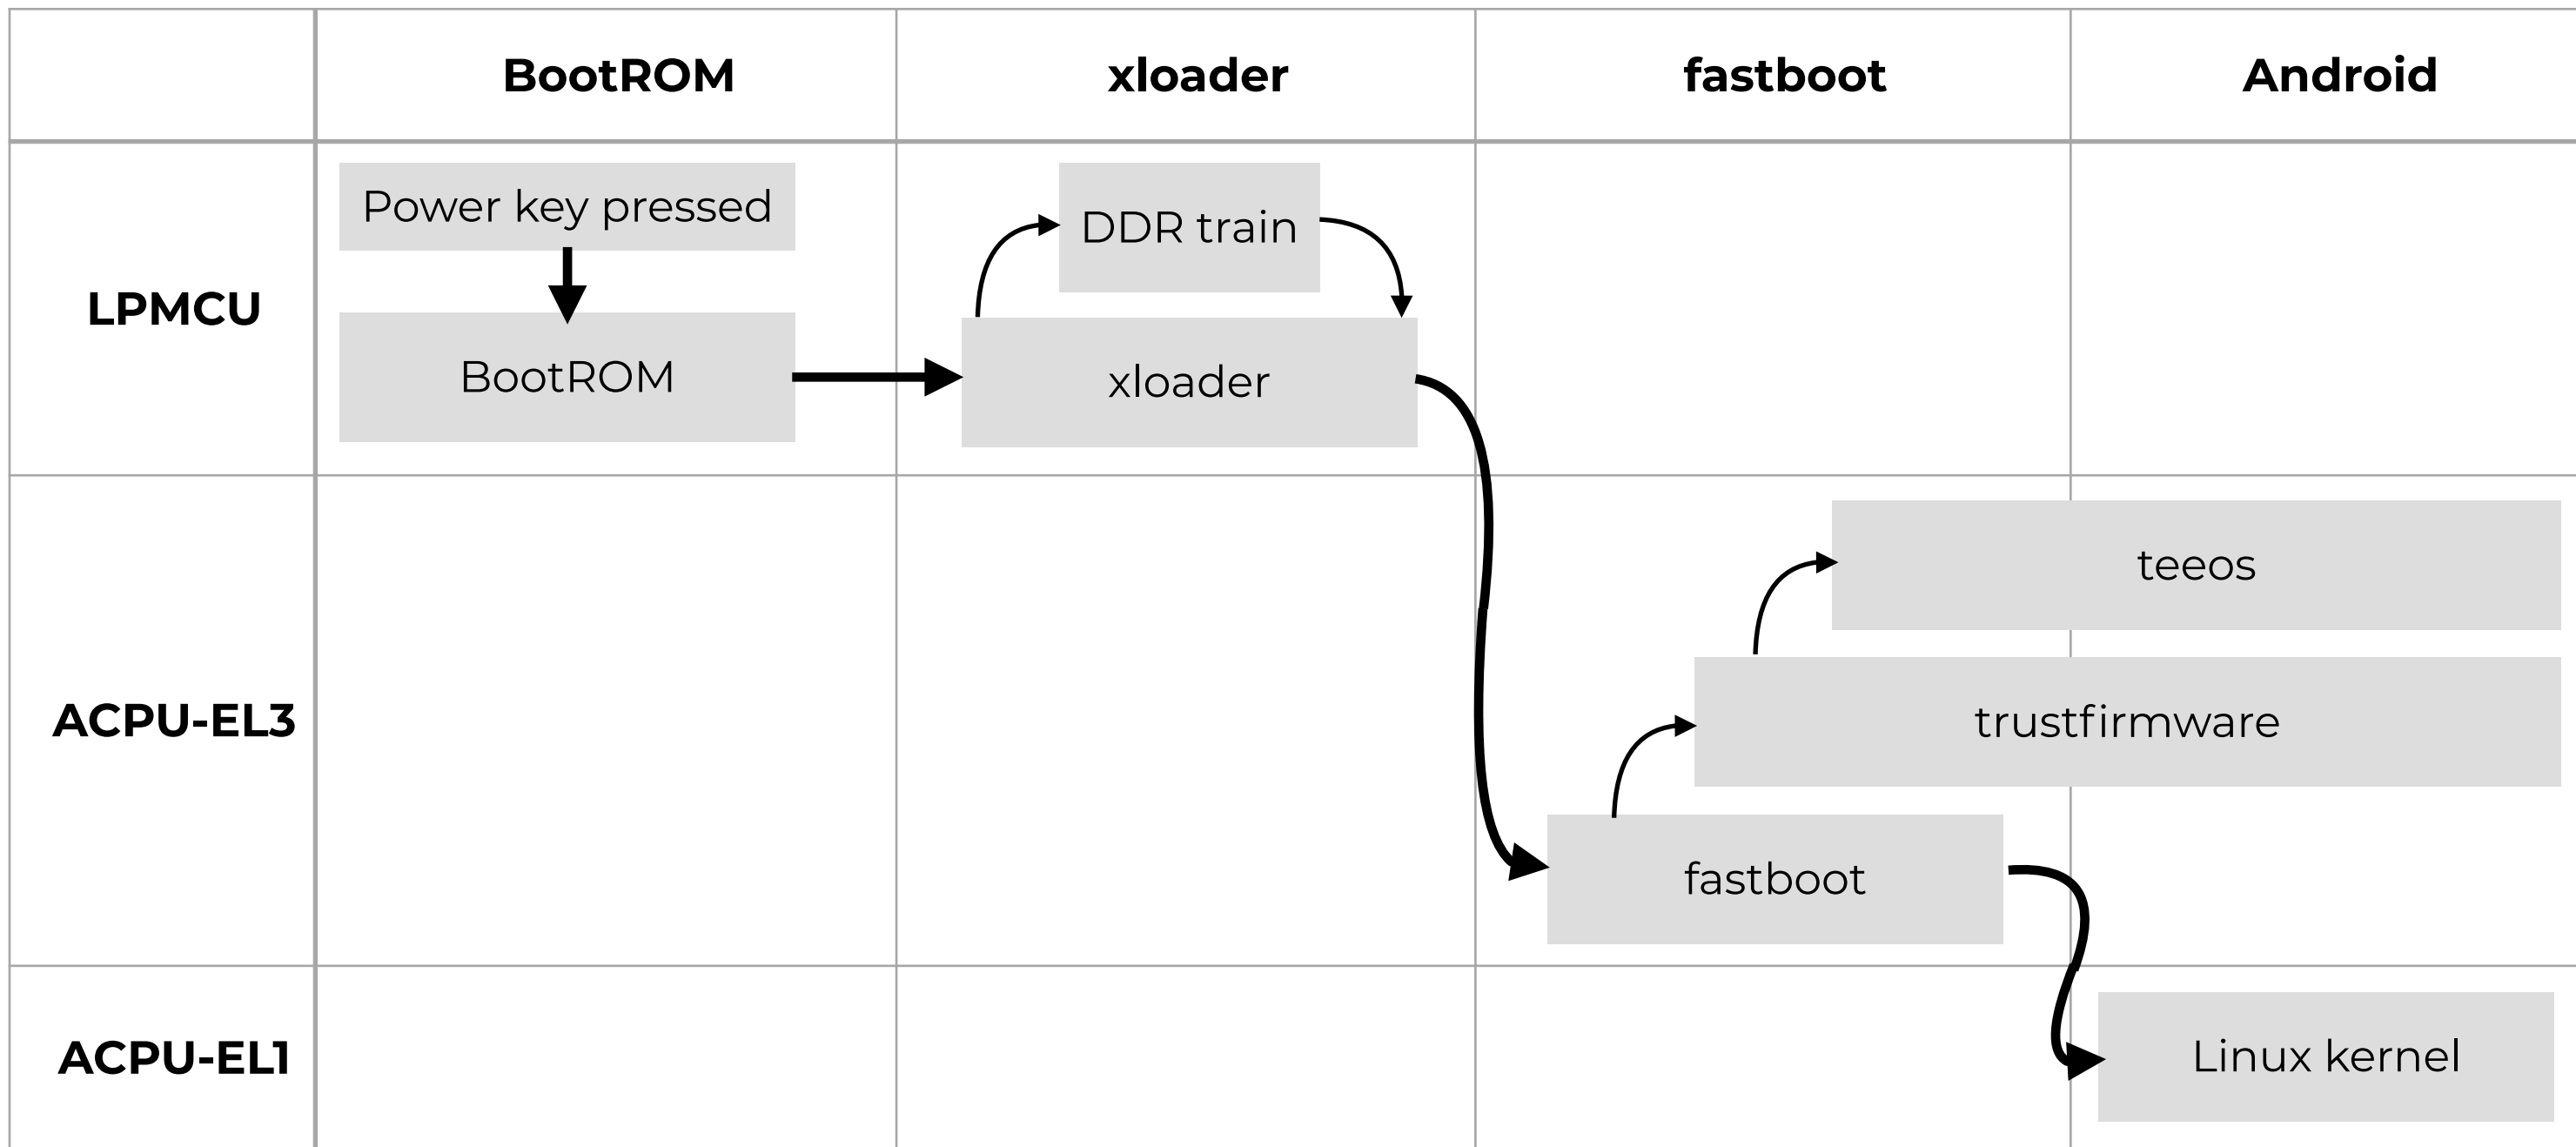 BootROM
xloader
fastboot
Android
LPMCU
Power key pressed
BootROM
DDR train
xloader
ACPU-EL3
teeos
trustfirmware
fastboot
ACPU-EL1
Linux kernel